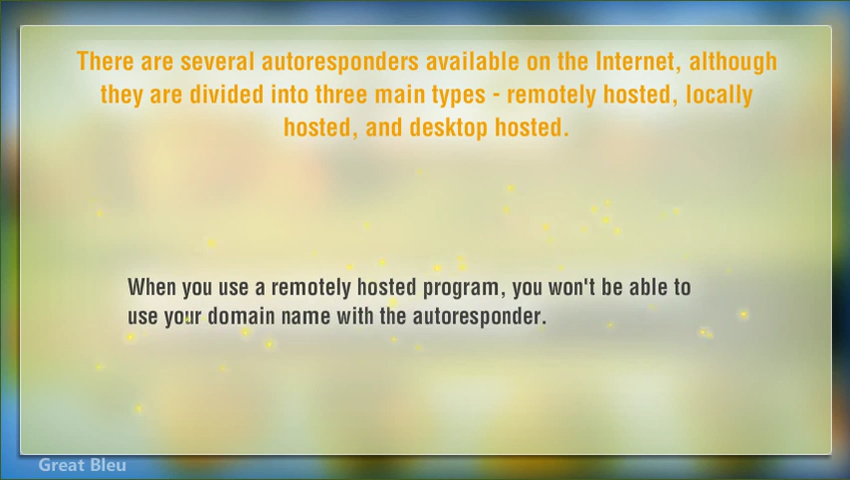 There are several autoresponders available on the Internet, although
they are divided into three main types - remotely hosted, locally
hosted, and desktop hosted.
When you use a remotely hosted program, you won't be able to
use your domain name with the autoresponder.
Great Bleu